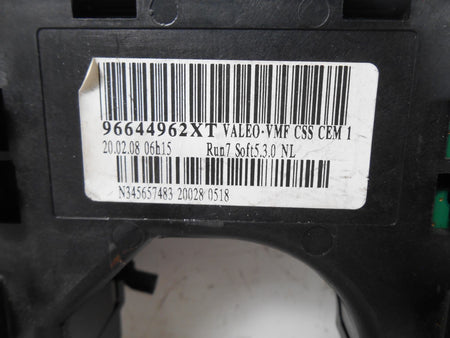 96644962XT VALEO-VMF CSS CEM 1
20.02.08 06h15 Run7 Soft5.3.0 NL
N345657483 20028 0518